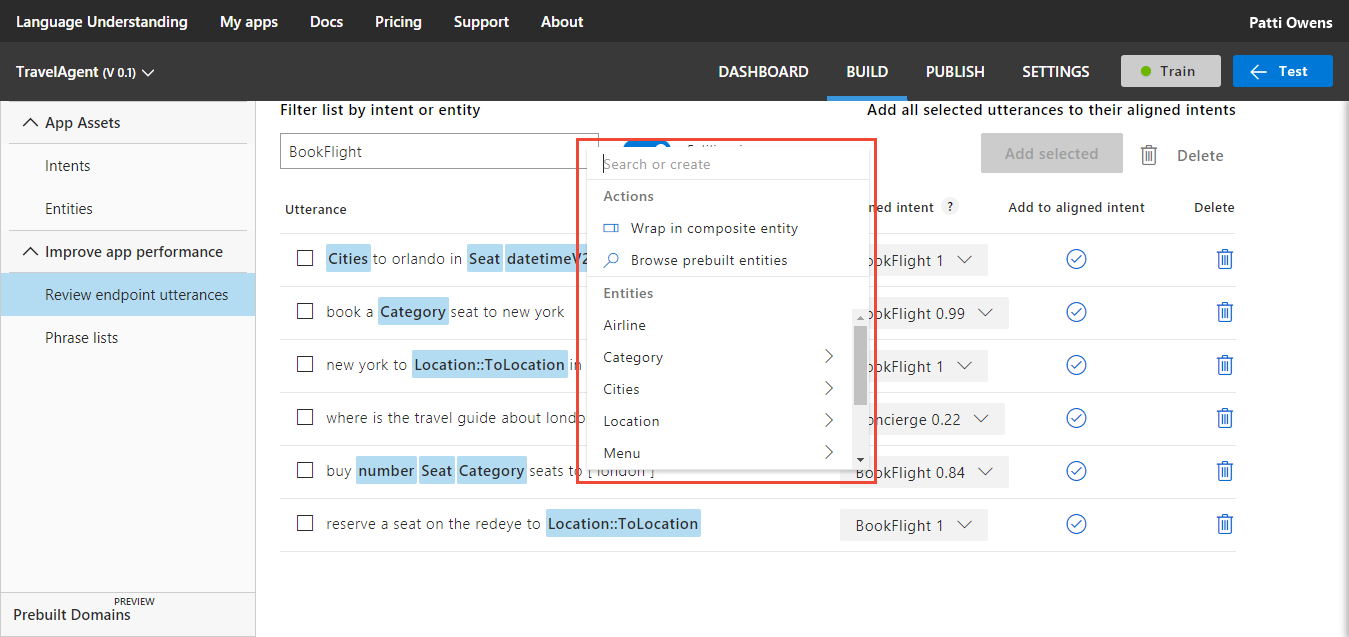 Language Understanding My apps Docs Pricing Support About Patti Owens
TravelAgent (V 0.1) DASHBOARD BUILD PUBLISH SETTINGS Train Test
App Assets
Intents
Entities
Improve app performance
Review endpoint utterances
Phrase lists
PREVIEW
Prebuilt Domains
Filter list by intent or entity Add all selected utterances to their aligned intents
BookFlight Add selected Delete
Utterance ned intent ? Add to aligned intent Delete
Cities to orlando in Seat datetimeV2 ookFlight 1
book a Category seat to new york ookFlight 0.99
new york to Location::ToLocation in ookFlight 1
where is the travel guide about londo oncierge 0.22
buy number Seat Category seats to [ london ] BookFlight 0.84
reserve a seat on the redeye to Location::ToLocation BookFlight 1
Search or create
Actions
Wrap in composite entity
Browse prebuilt entities
Entities
Airline
Category
Cities
Location
Menu